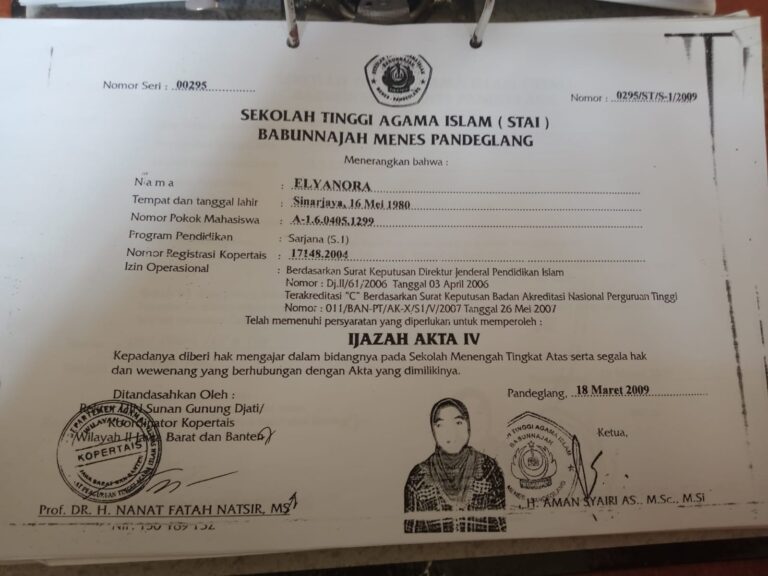 Nomor Seri : 00295
Nomor : 0295/ST/S-1/2009
SEKOLAH TINGGI AGAMA ISLAM ( STAI )
BABUNNAJAH MENES PANDEGLANG
Menerangkan bahwa :
Nama : ELYANORA
Tempat dan tanggal lahir : Sinarjaya, 16 Mei 1980
Nomor Pokok Mahasiswa : A-1.6.0405.1299
Program Pendidikan : Sarjana (S.1)
Nomor Registrasi Kopertais : 17148.2004
Izin Operasional : Berdasarkan Surat Keputusan Direktur Jenderal Pendidikan Islam
Nomor : Dj.II/61/2006 Tanggal 03 April 2006
Terakreditasi "C" Berdasarkan Surat Keputusan Badan Akreditasi Nasional Perguruan Tinggi
Nomor : 011/BAN-PT/AK-X/S1/V/2007 Tanggal 26 Mei 2007
Telah memenuhi persyaratan yang diperlukan untuk memperoleh :
IJAZAH AKTA IV
Kepadanya diberi hak mengajar dalam bidangnya pada Sekolah Menengah Tingkat Atas serta segala hak
dan wewenang yang berhubungan dengan Akta yang dimilikinya.
Ditandasahkan Oleh :
Pandeglang, 18 Maret 2009
Sunan Gunung Djati/
Koordinator Kopertais
Wilayah II Jawa Barat dan Banten
Ketua,
KOPERTAIS
Prof. DR. H. NANAT FATAH NATSIR, MS
H. AMAN SYAIRI AS., M.Sc., M.Si